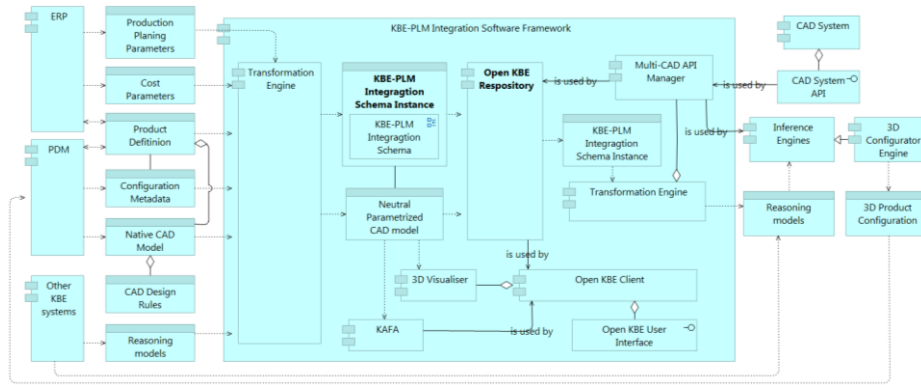 ERP
Production
Planing
Parameters
Cost
Parameters
Product
Defitinion
PDM
Configuration
Metadata
Native CAD
Model
CAD Design
Rules
Other
KBE
systems
Reasoning
models
KBE-PLM Integration Software Framework
Transformation
Engine
KBE-PLM
Integragtion
Schema Instance
KBE-PLM
Integragtion
Schema
Neutral
Parametrized
CAD model
Open KBE
Respository
3D Visualiser
KAFA
is used by
Open KBE Client
is used by
Open KBE User
Interface
Multi-CAD API
Manager
is used by
KBE-PLM
Integragtion
Schema Instance
Transformation Engine
is used by
is used by
CAD System
CAD System
API
Inference
Engines
3D
Configurator
Engine
Reasoning
models
3D Product
Configuration